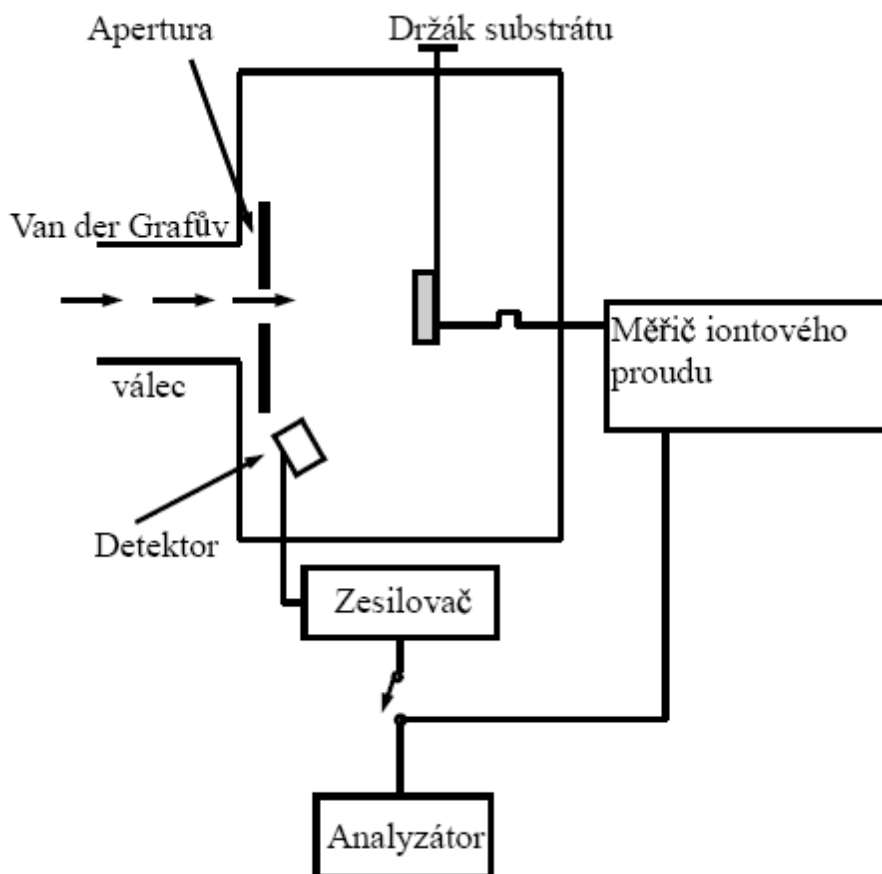 Apertura
Držák substrátu
Van der Grafův
válec
Měřič iontového
proudu
Detektor
Zesilovač
Analyzátor